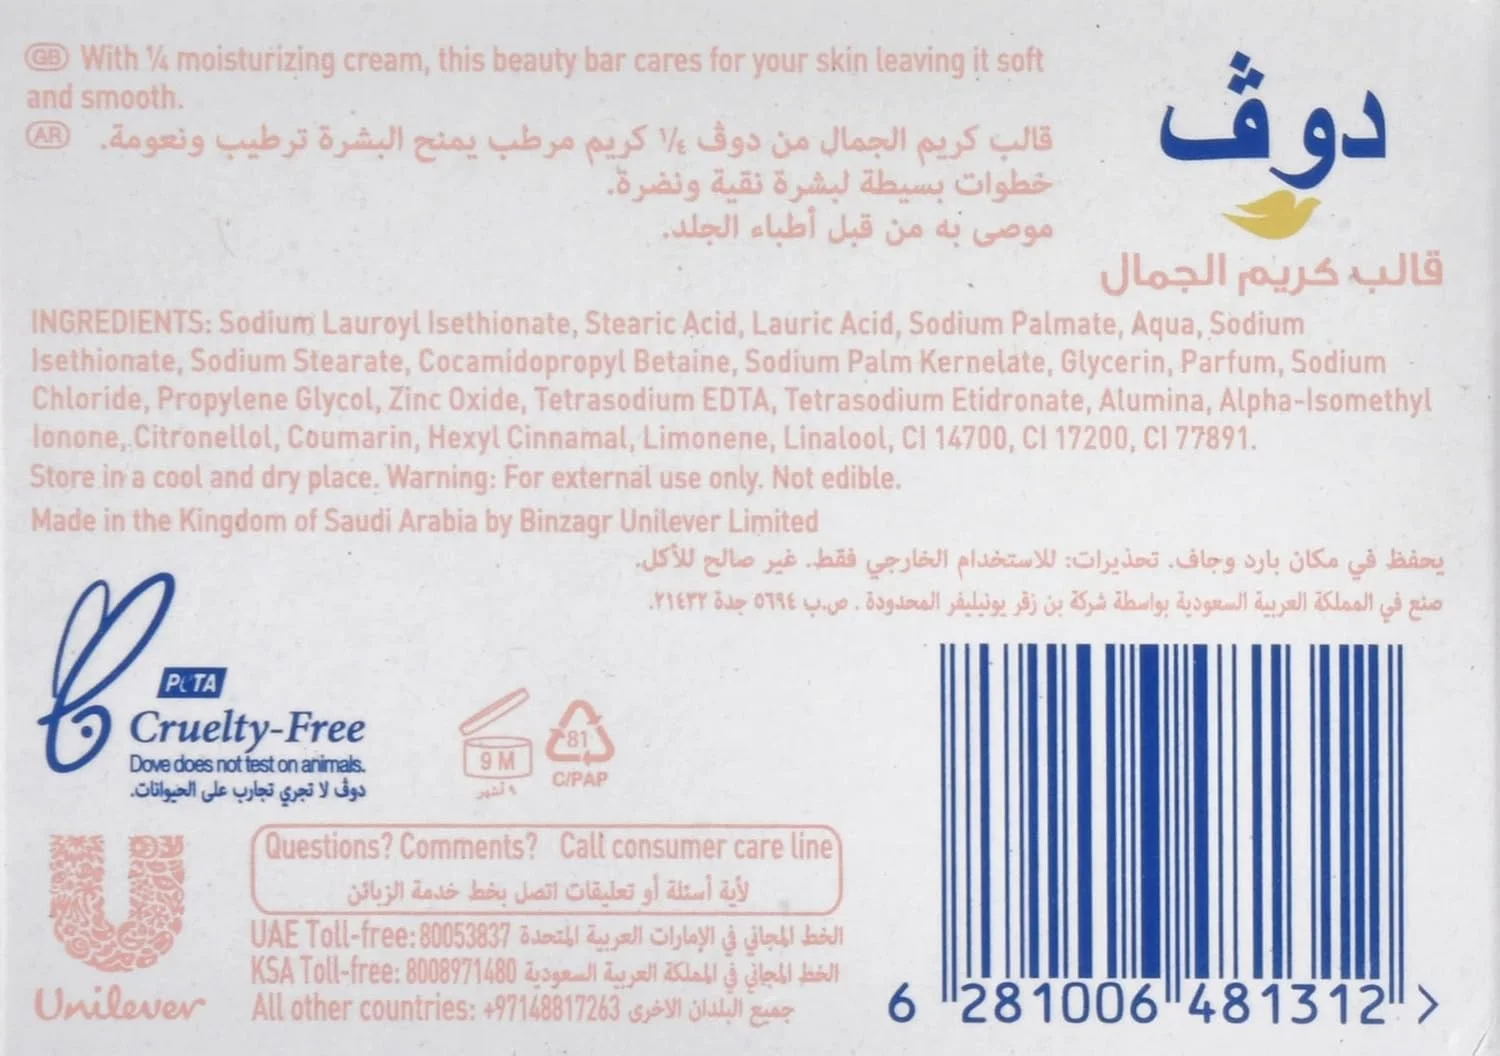 GB With ¼ moisturizing cream, this beauty bar cares for your skin leaving it soft
and smooth.
AR قالب كريم الجمال من دوڤ ¼ كريم مرطب يمنح البشرة ترطيب ونعومة.
خطوات بسيطة لبشرة نقية ونضرة.
موصى به من قبل أطباء الجلد.
دوڤ
قالب كريم الجمال
INGREDIENTS: Sodium Lauroyl Isethionate, Stearic Acid, Lauric Acid, Sodium Palmate, Aqua, Sodium
Isethionate, Sodium Stearate, Cocamidopropyl Betaine, Sodium Palm Kernelate, Glycerin, Parfum, Sodium
Chloride, Propylene Glycol, Zinc Oxide, Tetrasodium EDTA, Tetrasodium Etidronate, Alumina, Alpha-Isomethyl
Ionone, Citronellol, Coumarin, Hexyl Cinnamal, Limonene, Linalool, CI 14700, CI 17200, CI 77891.
Store in a cool and dry place. Warning: For external use only. Not edible.
Made in the Kingdom of Saudi Arabia by Binzagr Unilever Limited
يحفظ في مكان بارد وجاف. تحذيرات: للاستخدام الخارجي فقط. غير صالح للأكل.
صنع في المملكة العربية السعودية بواسطة شركة بن زقر يونيليفر المحدودة . ص.ب ٥٦٩٤ جدة ٢١٤٣٢.
PETA
Cruelty-Free
Dove does not test on animals.
دوڤ لا تجري تجارب على الحيوانات.
9 M
٩ أشهر
81
C/PAP
Questions? Comments? Call consumer care line
لأية أسئلة أو تعليقات اتصل بخط خدمة الزبائن
UAE Toll-free: 80053837 الخط المجاني في الإمارات العربية المتحدة
KSA Toll-free: 8008971480 الخط المجاني في المملكة العربية السعودية
All other countries: +97148817263 جميع البلدان الاخرى
Unilever
6 281006 481312 >